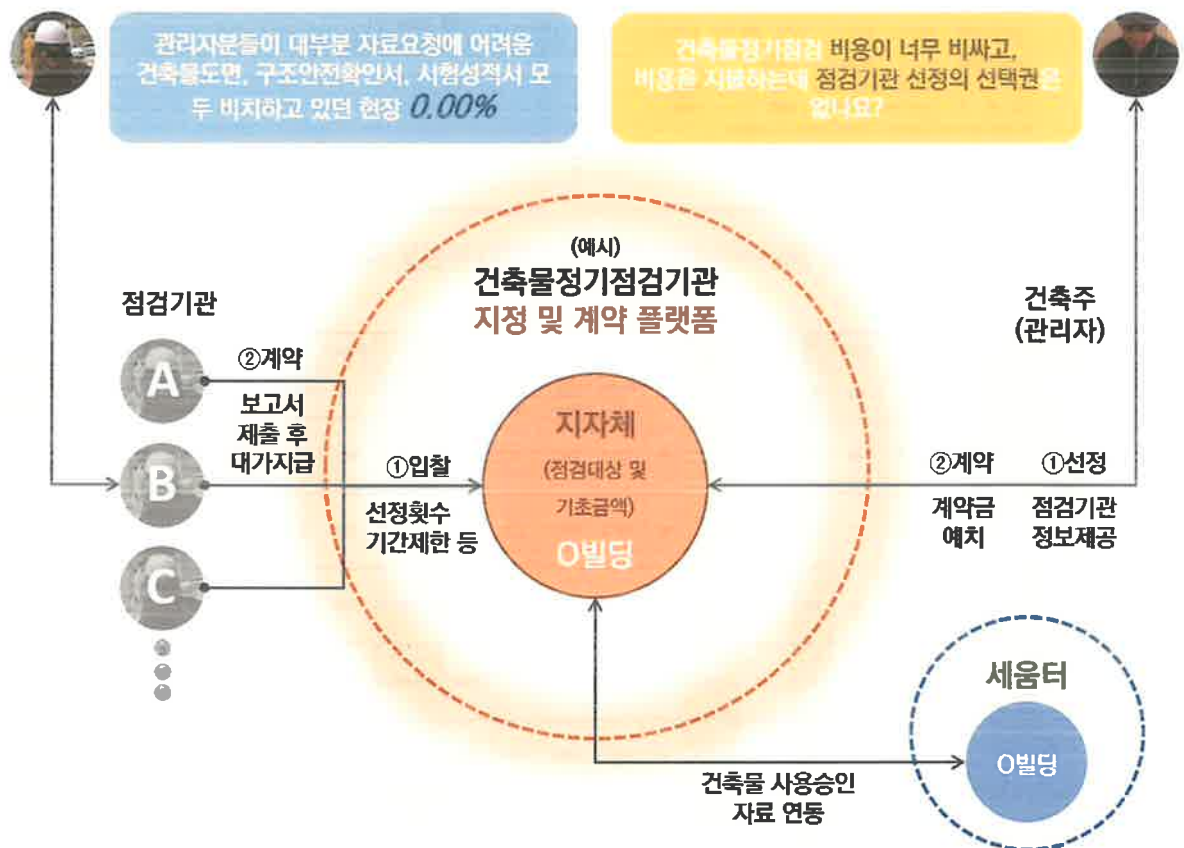 관리자분들이 대부분 자료요청에 어려움
건축물도면, 구조안전확인서, 시험성적서 모
두 비치하고 있던 현장 0.00%
건축물정기점검 비용이 너무 비싸고,
비용을 지불하는데 점검기관 선정의 선택권은
없나요?
(예시)
건축물정기점검기관
지정 및 계약 플랫폼
점검기관
A
B
C
②계약
보고서
제출 후
대가지급
①입찰
선정횟수
기간제한 등
지자체
(점검대상 및
기초금액)
O빌딩
건축주
(관리자)
②계약
계약금
예치
①선정
점검기관
정보제공
세움터
O빌딩
건축물 사용승인
자료 연동